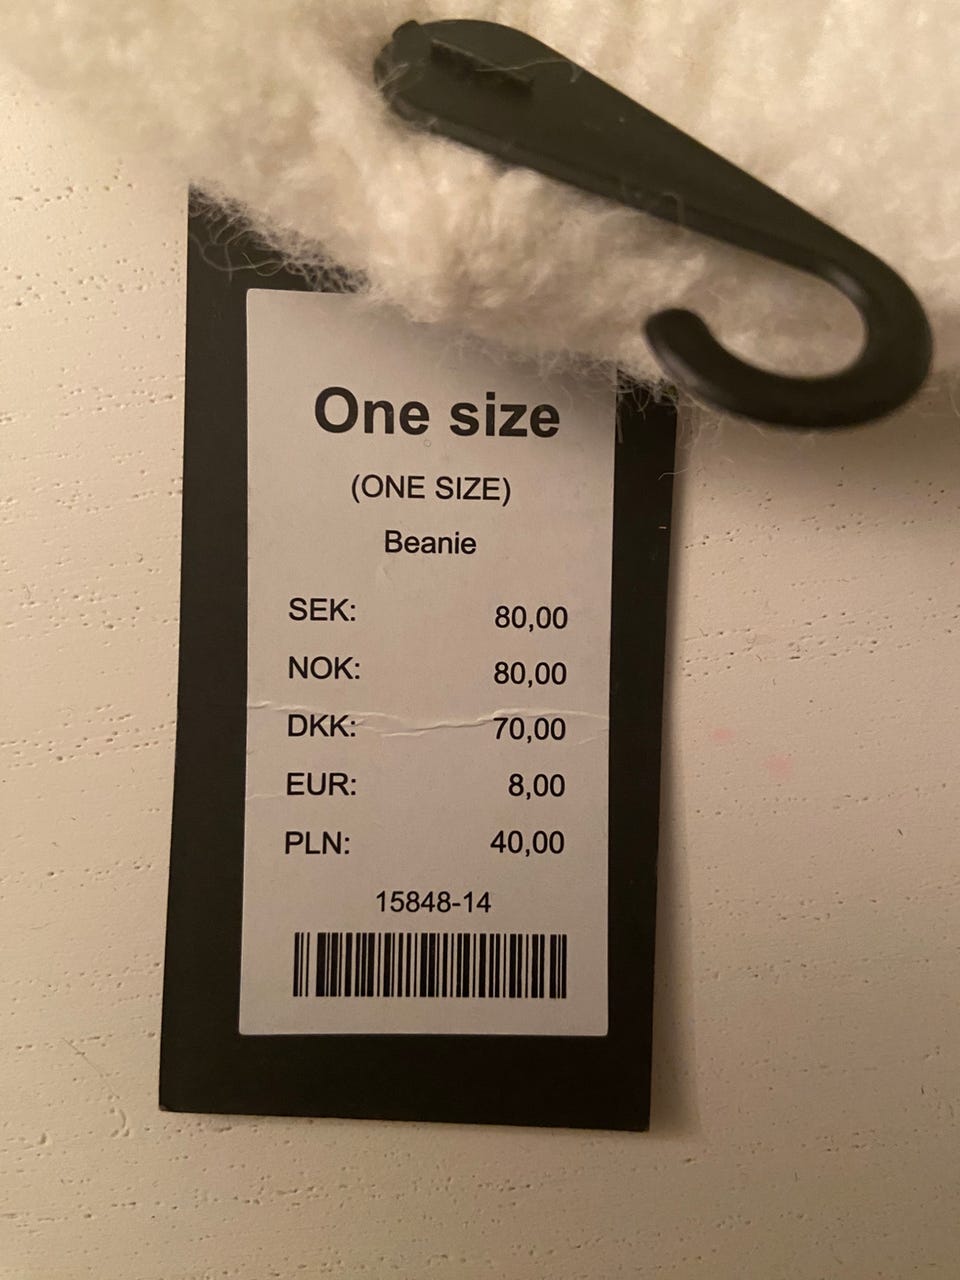 One size
(ONE SIZE)
Beanie
SEK: 80,00
NOK: 80,00
DKK: 70,00
EUR: 8,00
PLN: 40,00
15848-14